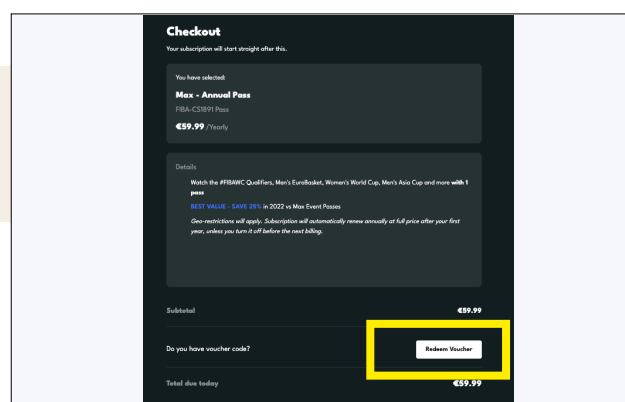 Checkout
Your subscription will start straight after this.
You have selected:
Max - Annual Pass
FIBA-CS1891 Pass
€59.99 /Yearly
Details
Watch the #FIBAWC Qualifiers, Men's EuroBasket, Women's World Cup, Men's Asia Cup and more with 1
pass
BEST VALUE - SAVE 25% in 2022 vs Max Event Passes
Geo-restrictions will apply. Subscription will automatically renew annually at full price after your first
year, unless you turn it off before the next billing.
Subtotal €59.99
Do you have voucher code? Redeem Voucher
Total due today €59.99